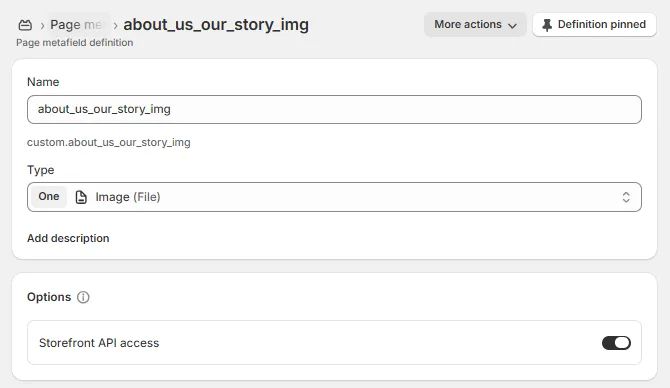 Page me
about_us_our_story_img
More actions
Definition pinned
Page metafield definition
Name
about_us_our_story_img
custom.about_us_our_story_img
Type
One Image (File)
Add description
Options
Storefront API access